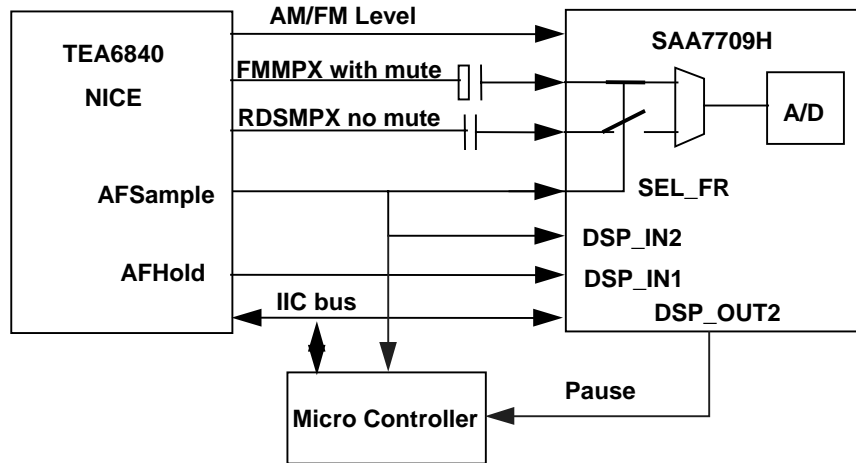 AM/FM Level
TEA6840
NICE
SAA7709H
FMMPX with mute
RDSMPX no mute
A/D
AFSample
SEL_FR
DSP_IN2
AFHold
DSP_IN1
IIC bus
DSP_OUT2
Micro Controller
Pause